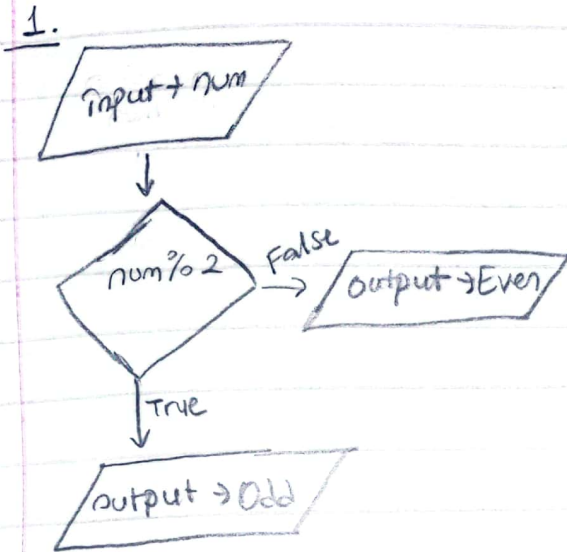 1.
input → num
num % 2
False
output → Even
True
output → Odd